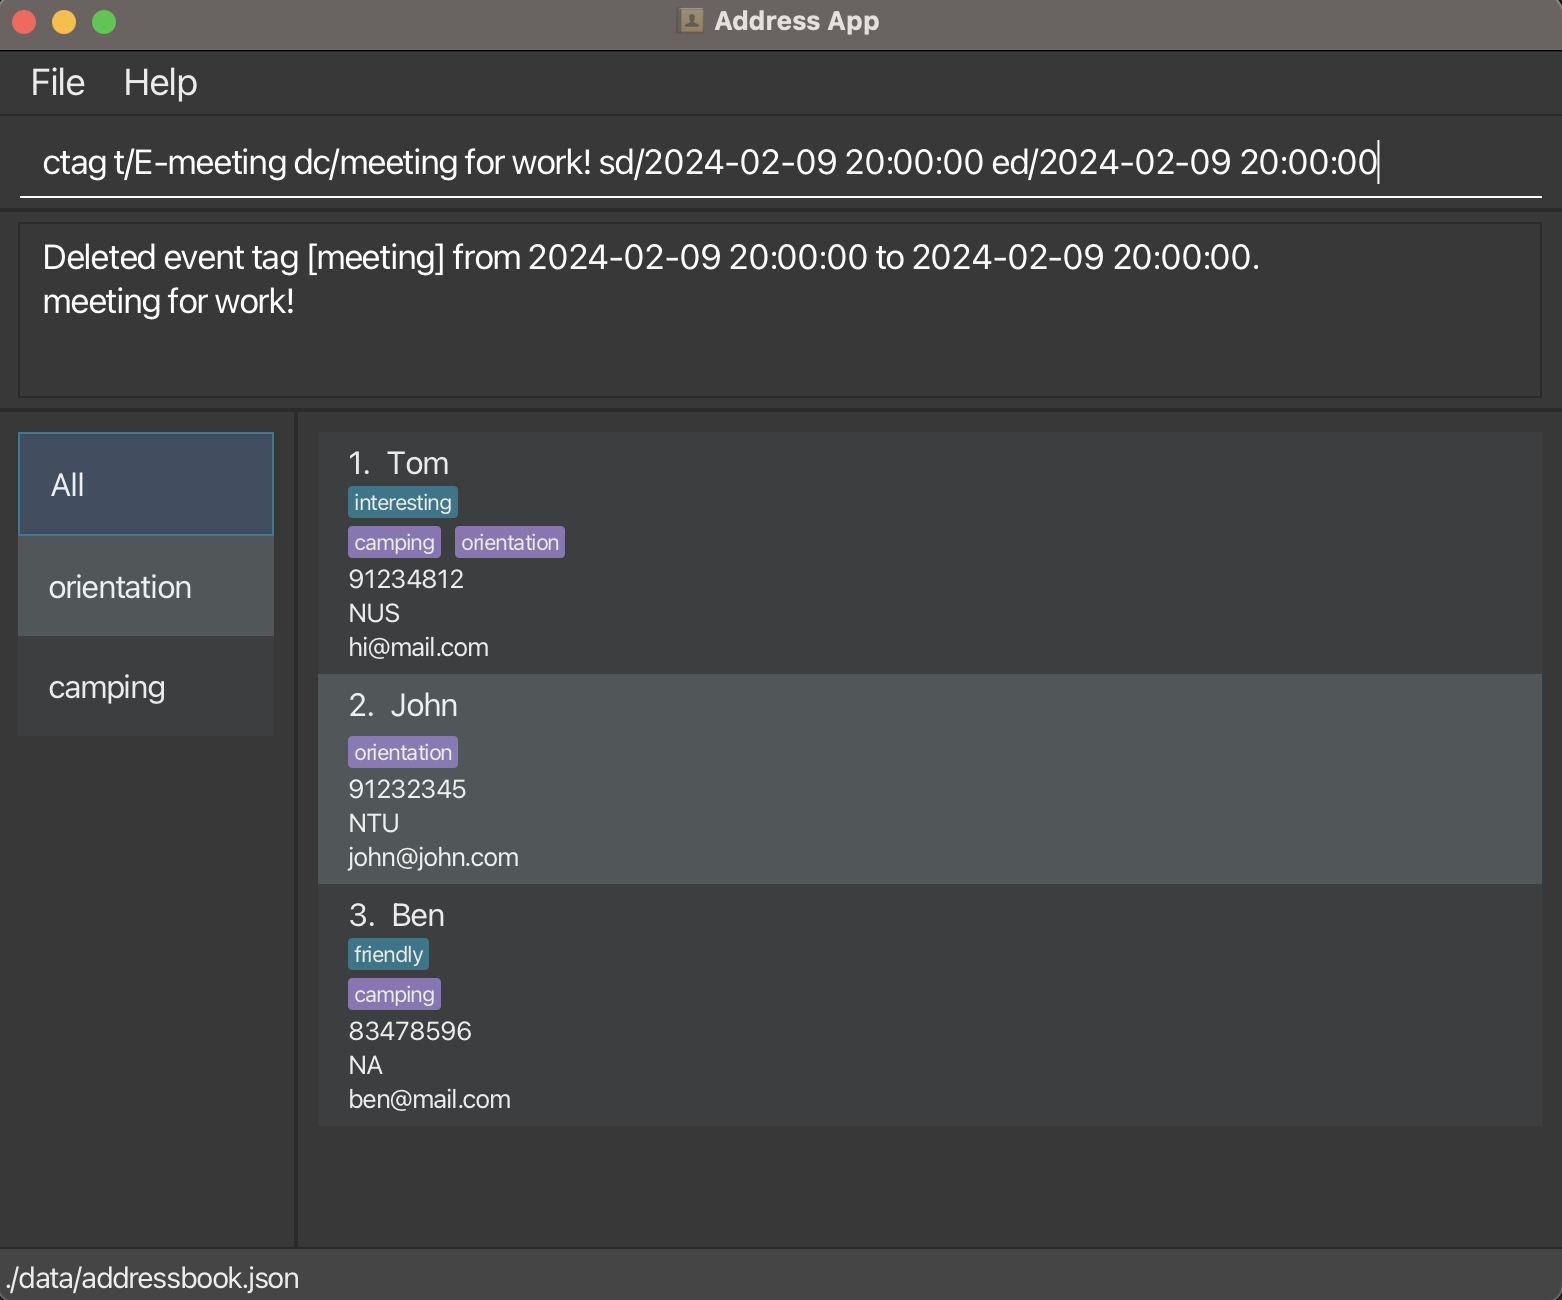 Address App
File Help
ctag t/E-meeting dc/meeting for work! sd/2024-02-09 20:00:00 ed/2024-02-09 20:00:00
Deleted event tag [meeting] from 2024-02-09 20:00:00 to 2024-02-09 20:00:00.
meeting for work!
All
orientation
camping
1. Tom
interesting
camping orientation
91234812
NUS
hi@mail.com
2. John
orientation
91232345
NTU
john@john.com
3. Ben
friendly
camping
83478596
NA
ben@mail.com
./data/addressbook.json